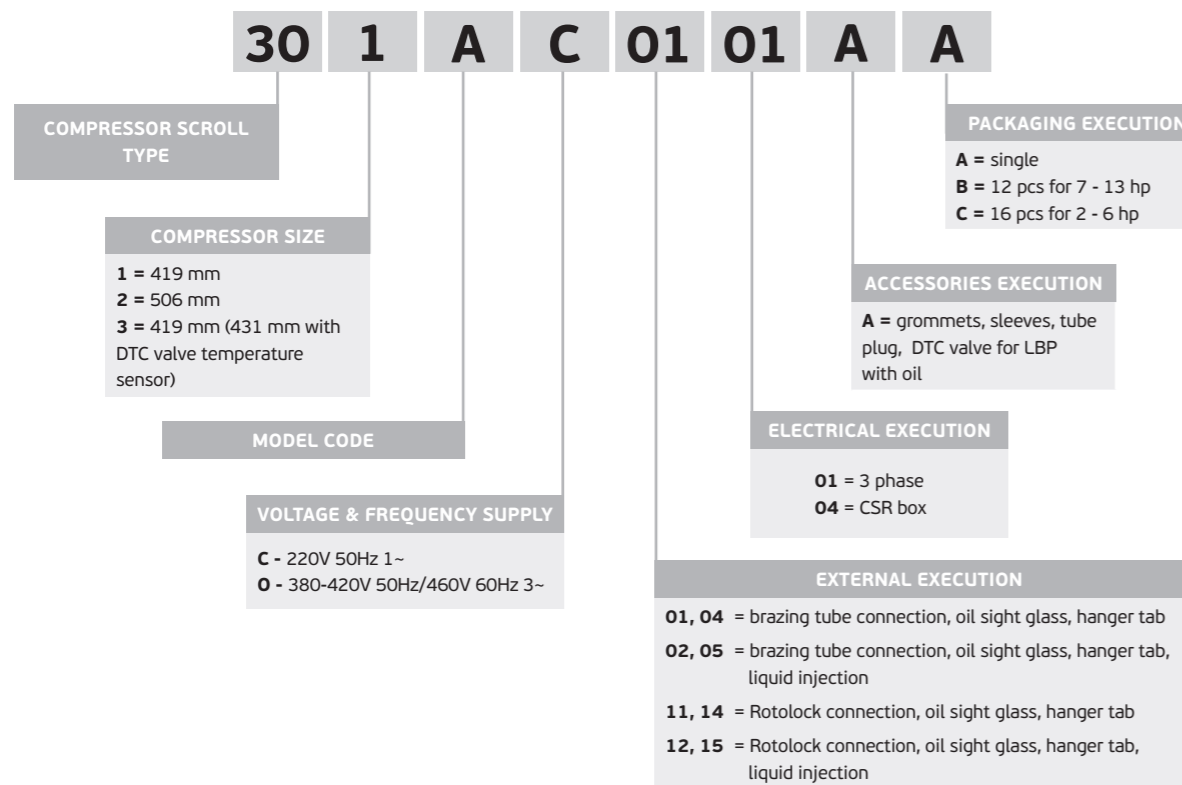 30 1 A C 01 01 A A
COMPRESSOR SCROLL
TYPE
COMPRESSOR SIZE
1 = 419 mm
2 = 506 mm
3 = 419 mm (431 mm with
DTC valve temperature
sensor)
MODEL CODE
VOLTAGE & FREQUENCY SUPPLY
C - 220V 50Hz 1~
O - 380-420V 50Hz/460V 60Hz 3~
PACKAGING EXECUTION
A = single
B = 12 pcs for 7 - 13 hp
C = 16 pcs for 2 - 6 hp
ACCESSORIES EXECUTION
A = grommets, sleeves, tube
plug, DTC valve for LBP
with oil
ELECTRICAL EXECUTION
01 = 3 phase
04 = CSR box
EXTERNAL EXECUTION
01, 04 = brazing tube connection, oil sight glass, hanger tab
02, 05 = brazing tube connection, oil sight glass, hanger tab,
liquid injection
11, 14 = Rotolock connection, oil sight glass, hanger tab
12, 15 = Rotolock connection, oil sight glass, hanger tab,
liquid injection